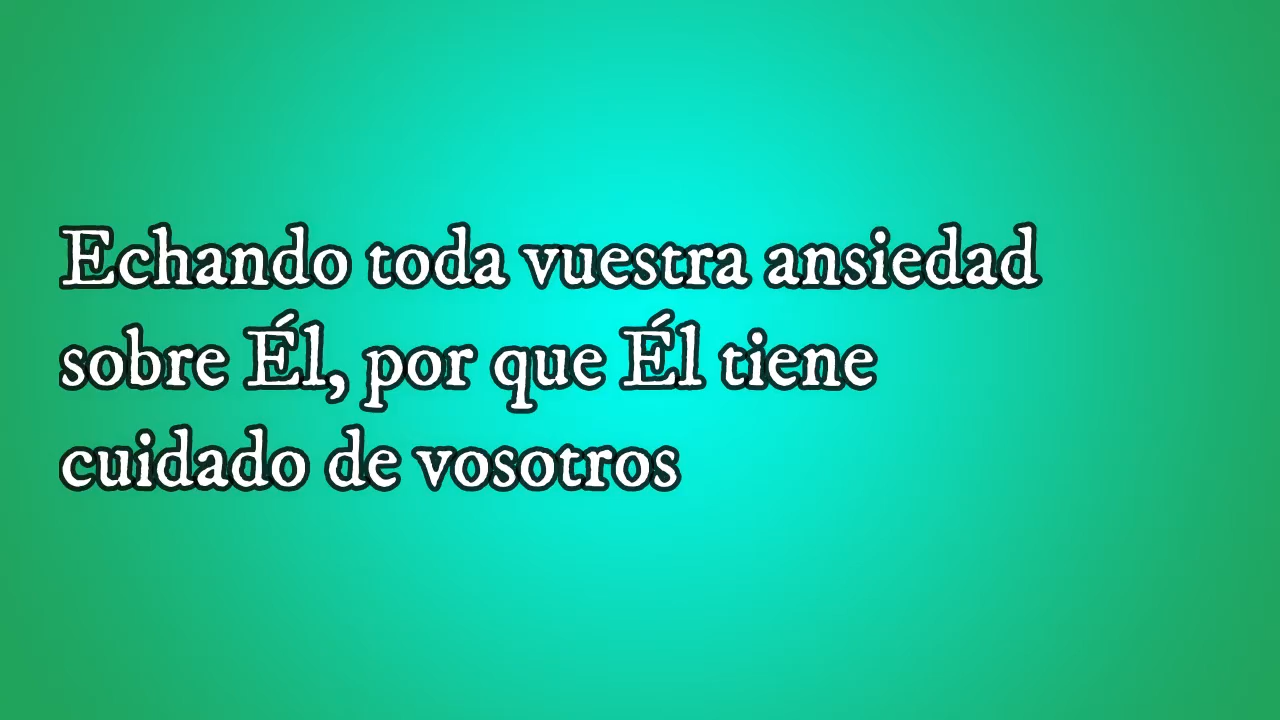 Echando toda vuestra ansiedad
sobre Él, por que Él tiene
cuidado de vosotros